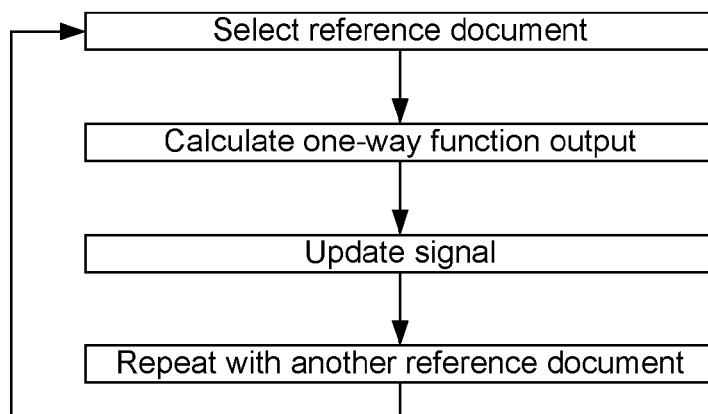 Select reference document
Calculate one-way function output
Update signal
Repeat with another reference document